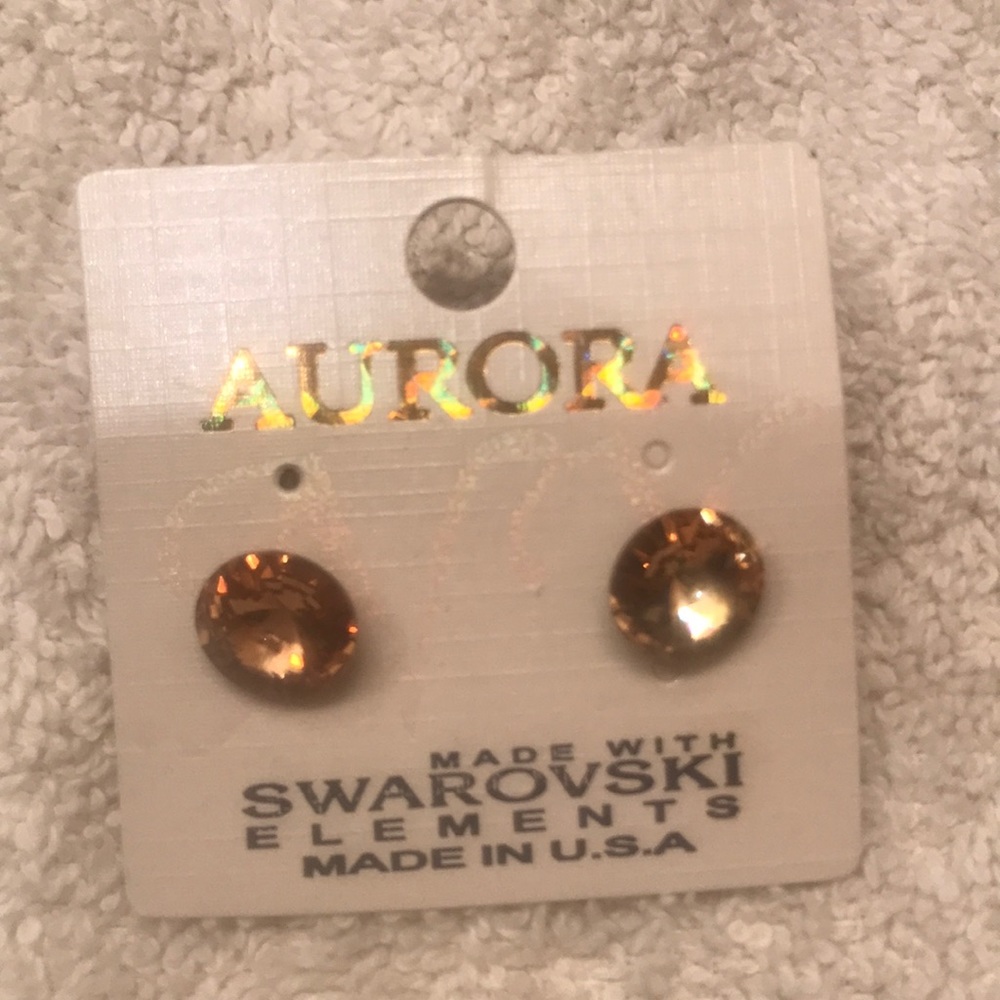 AURORA
MADE WITH
SWAROVSKI
ELEMENTS
MADE IN U.S.A